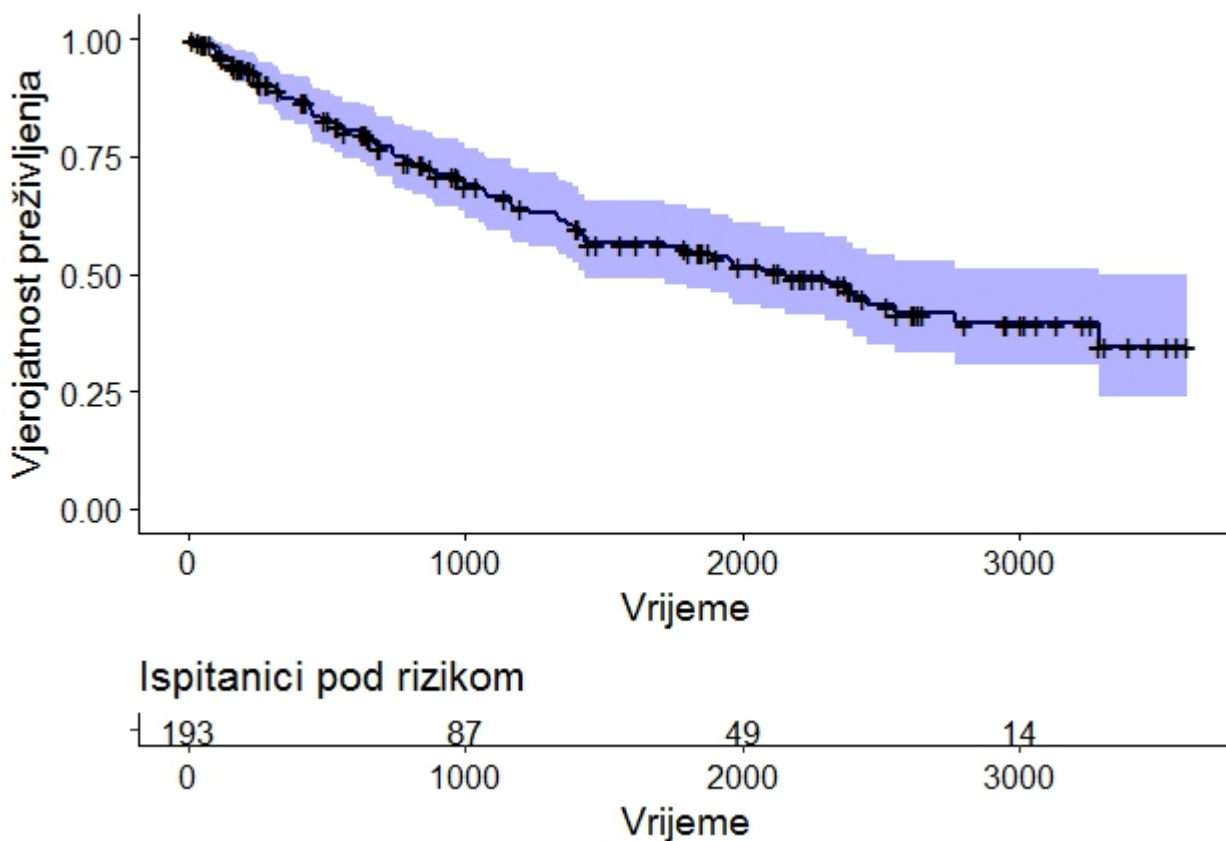 Vjerojatnost preživljenja
1.00
0.75
0.50
0.25
0.00
0 1000 2000 3000
Vrijeme
Ispitanici pod rizikom
193 87 49 14
0 1000 2000 3000
Vrijeme